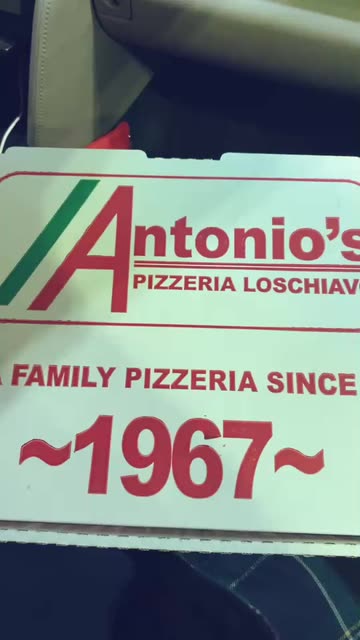 Antonio's
PIZZERIA LOSCHIAVO
A FAMILY PIZZERIA SINCE
~1967~